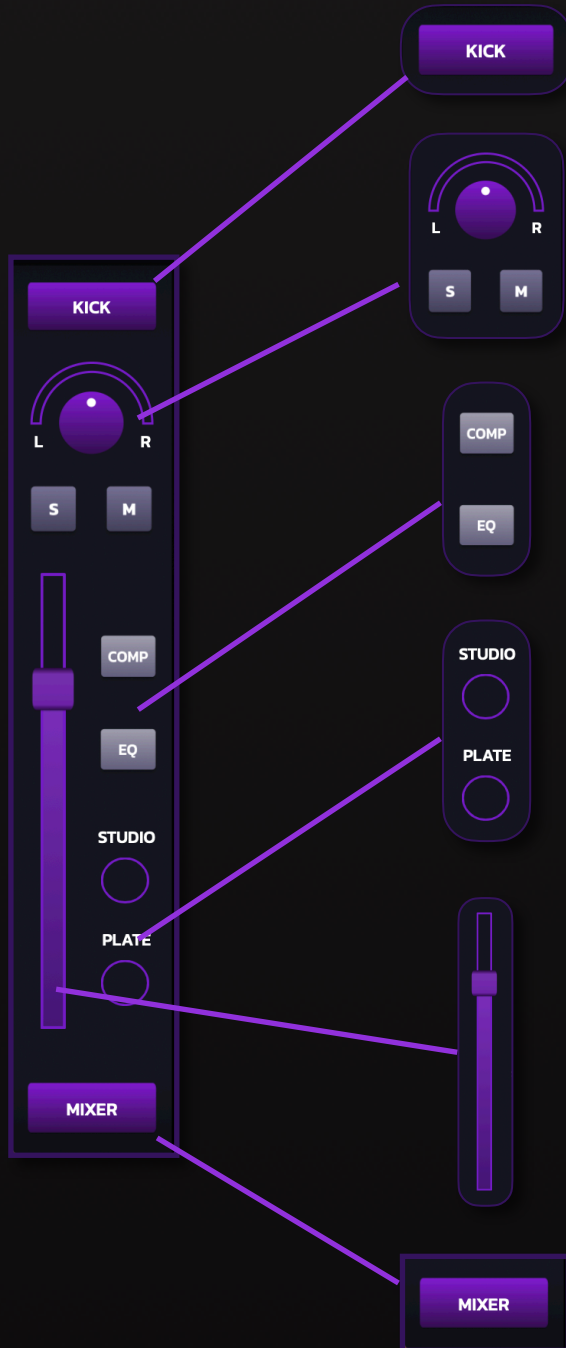 KICK
L R
S M
COMP
EQ
STUDIO
PLATE
MIXER
KICK
L R
S M
COMP
EQ
STUDIO
PLATE
MIXER